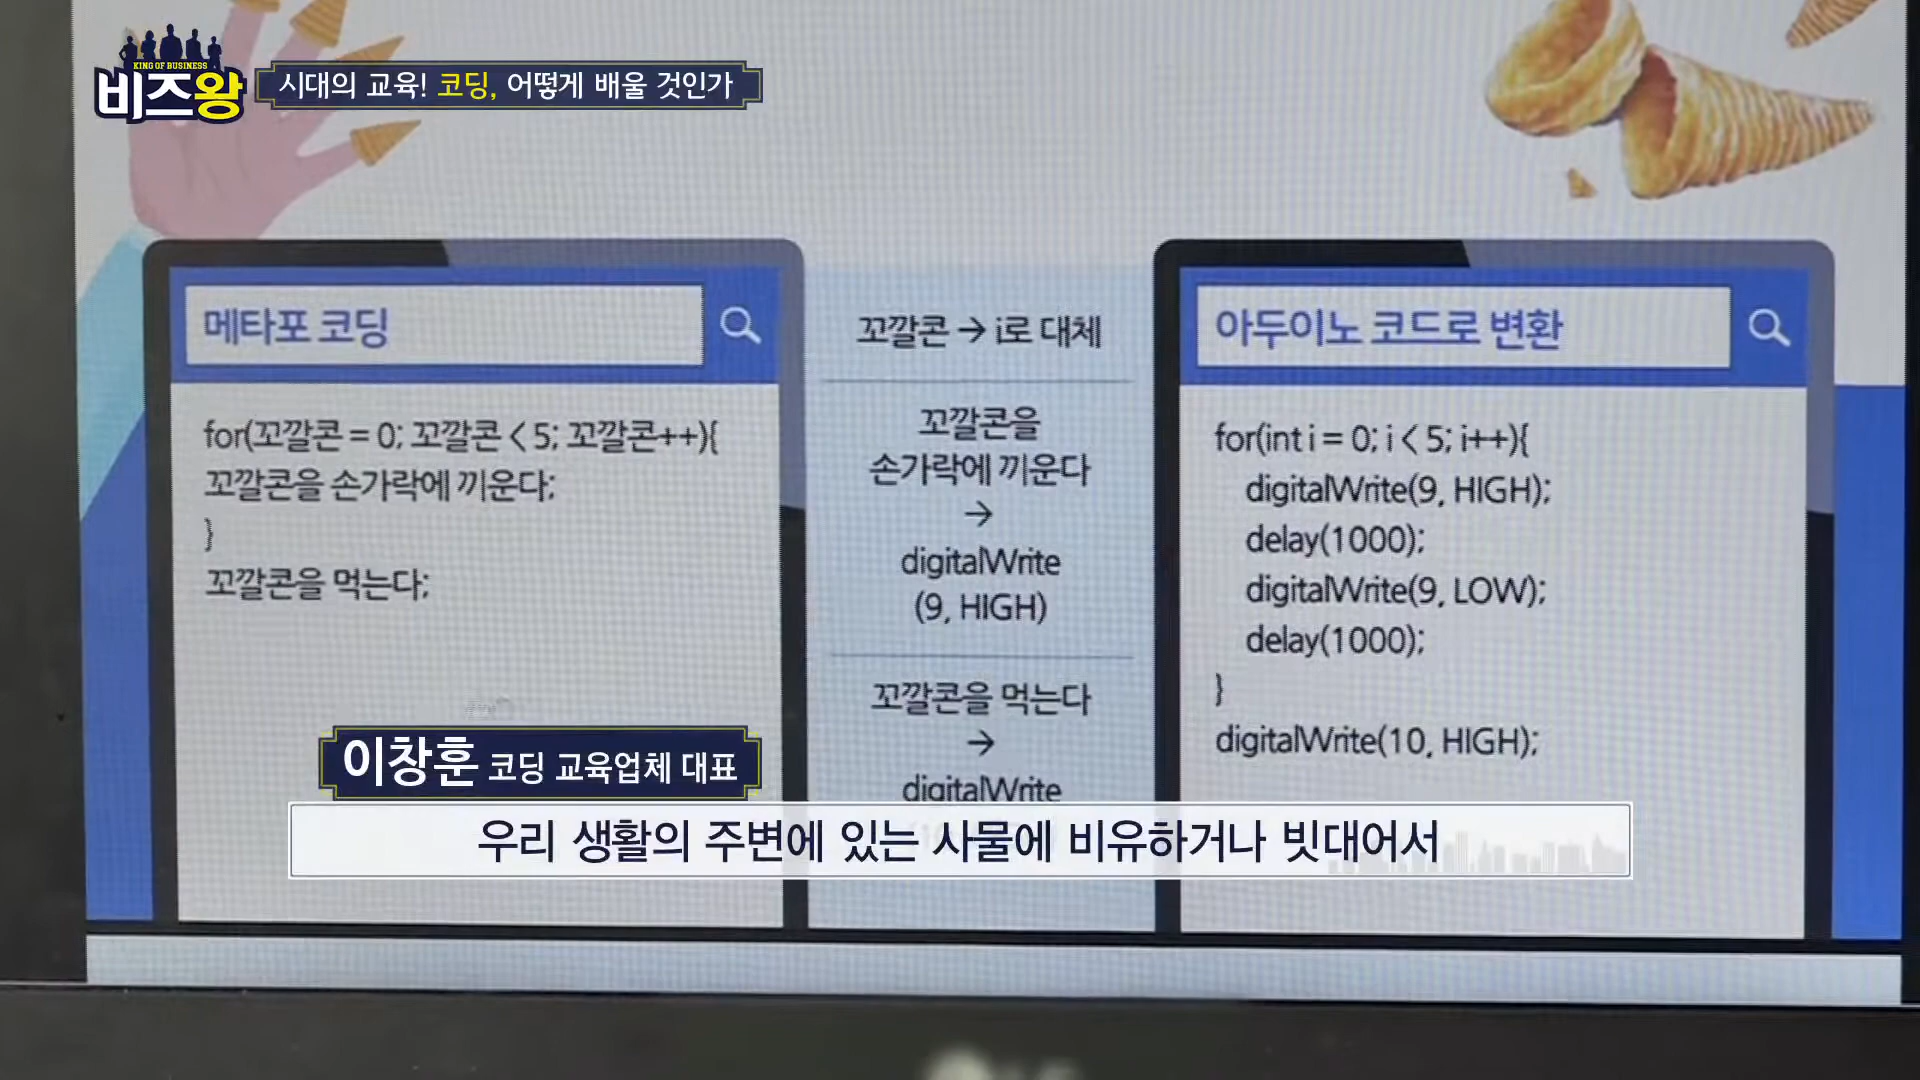 KING OF BUSINESS
비즈왕
시대의 교육! 코딩, 어떻게 배울 것인가
메타포 코딩
for(꼬깔콘 = 0; 꼬깔콘 < 5; 꼬깔콘++){
꼬깔콘을 손가락에 끼운다;
}
꼬깔콘을 먹는다;
꼬깔콘 → i로 대체
꼬깔콘을
손가락에 끼운다
→
digitalWrite
(9, HIGH)
꼬깔콘을 먹는다
→
digitalWrite
아두이노 코드로 변환
for(int i = 0; i < 5; i++){
digitalWrite(9, HIGH);
delay(1000);
digitalWrite(9, LOW);
delay(1000);
}
digitalWrite(10, HIGH);
이창훈 코딩 교육업체 대표
우리 생활의 주변에 있는 사물에 비유하거나 빗대어서